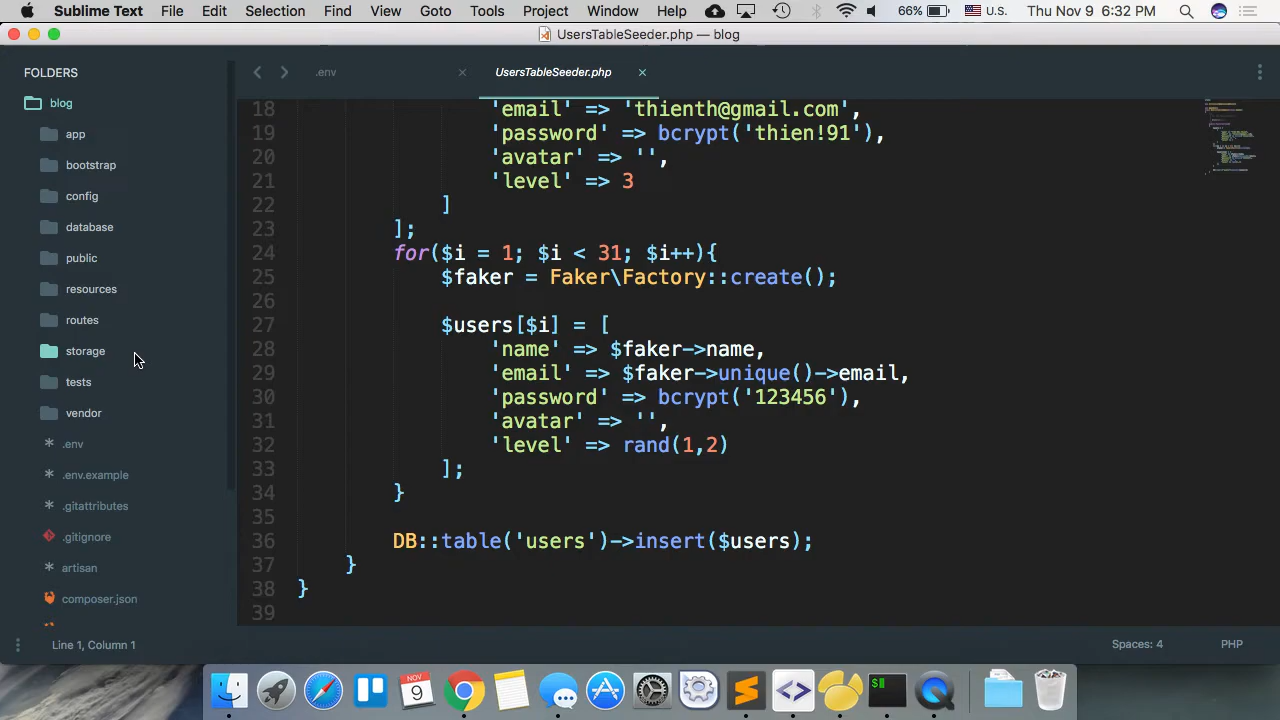 Sublime Text File Edit Selection Find View Goto Tools Project Window Help 66% U.S. Thu Nov 9 6:32 PM
UsersTableSeeder.php — blog
FOLDERS
blog
app
bootstrap
config
database
public
resources
routes
storage
tests
vendor
.env
.env.example
.gitattributes
.gitignore
artisan
composer.json
.env
UsersTableSeeder.php
18 'email' => 'thienth@gmail.com',
19 'password' => bcrypt('thien!91'),
20 'avatar' => '',
21 'level' => 3
22 ]
23 ];
24 for($i = 1; $i < 31; $i++){
25 $faker = Faker\Factory::create();
26
27 $users[$i] = [
28 'name' => $faker->name,
29 'email' => $faker->unique()->email,
30 'password' => bcrypt('123456'),
31 'avatar' => '',
32 'level' => rand(1,2)
33 ];
34 }
35
36 DB::table('users')->insert($users);
37 }
38 }
39
Line 1, Column 1
Spaces: 4 PHP
NOV
9